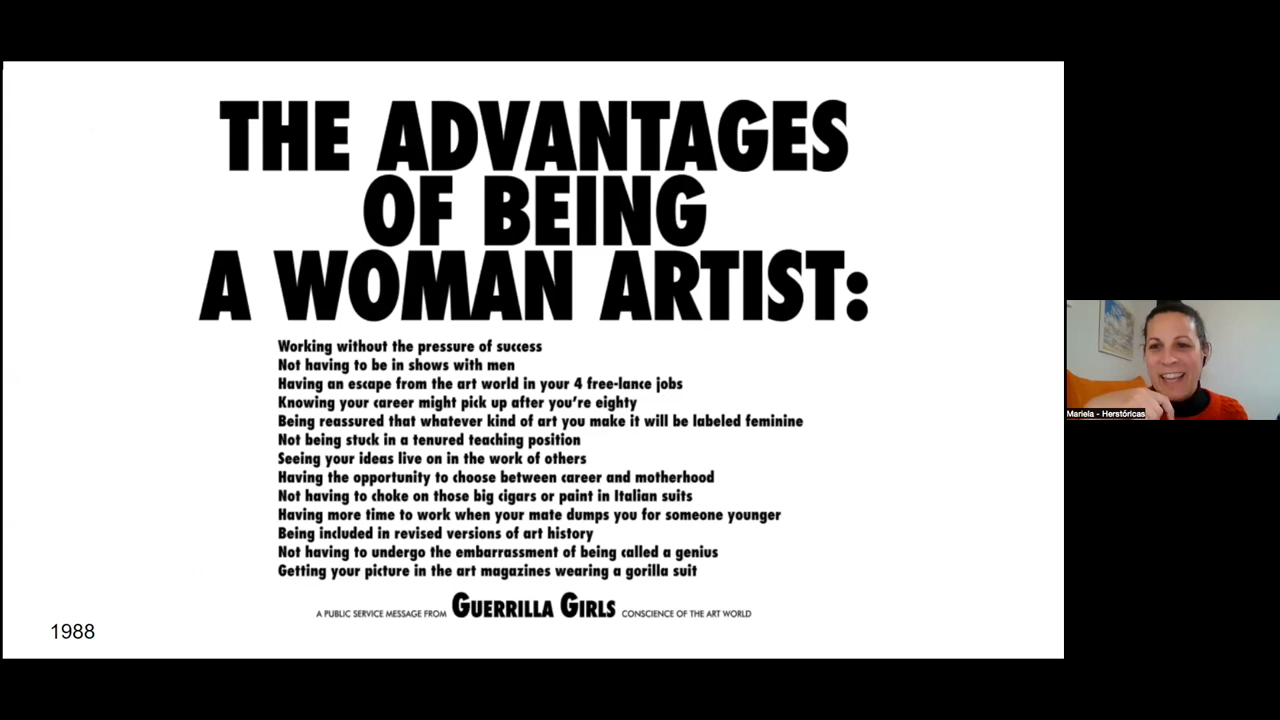 THE ADVANTAGES
OF BEING
A WOMAN ARTIST:
Working without the pressure of success
Not having to be in shows with men
Having an escape from the art world in your 4 free-lance jobs
Knowing your career might pick up after you're eighty
Being reassured that whatever kind of art you make it will be labeled feminine
Not being stuck in a tenured teaching position
Seeing your ideas live on in the work of others
Having the opportunity to choose between career and motherhood
Not having to choke on those big cigars or paint in Italian suits
Having more time to work when your mate dumps you for someone younger
Being included in revised versions of art history
Not having to undergo the embarrassment of being called a genius
Getting your picture in the art magazines wearing a gorilla suit
A PUBLIC SERVICE MESSAGE FROM GUERRILLA GIRLS CONSCIENCE OF THE ART WORLD
1988
Mariela - Herstóricas